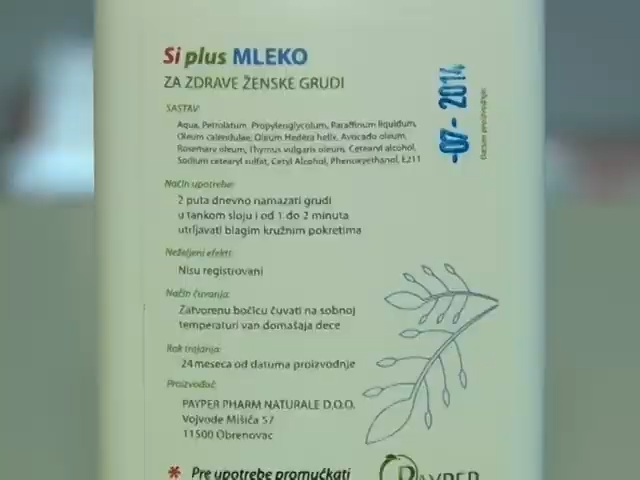 Si plus MLEKO
ZA ZDRAVE ŽENSKE GRUDI
SASTAV:
Aqua, Petrolatum, Propylenglycolum, Paraffinum liquidum,
Oleum calendulae, Oleum Hedera helix, Avocado oleum,
Rosemary oleum, Thymus vulgaris oleum, Cetearyl alcohol,
Sodium cetearyl sulfat, Cetyl Alcohol, Phenoxyethanol, E211
Način upotrebe:
2 puta dnevno namazati grudi
u tankom sloju i od 1 do 2 minuta
utrljavati blagim kružnim pokretima
Neželjeni efekti:
Nisu registrovani
Način čuvanja:
Zatvorenu bočicu čuvati na sobnoj
temperaturi van domašaja dece
Rok trajanja:
24 meseca od datuma proizvodnje
Proizvođač:
PAYPER PHARM NATURALE D.O.O.
Vojvode Mišića 57
11500 Obrenovac
* Pre upotrebe promućkati
-07- 2014
Datum proizvodnje
PAYPER